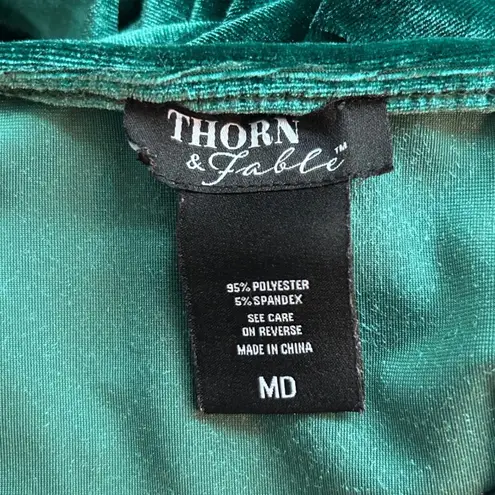 THORN
& Fable™
95% POLYESTER
5% SPANDEX
SEE CARE
ON REVERSE
MADE IN CHINA
MD